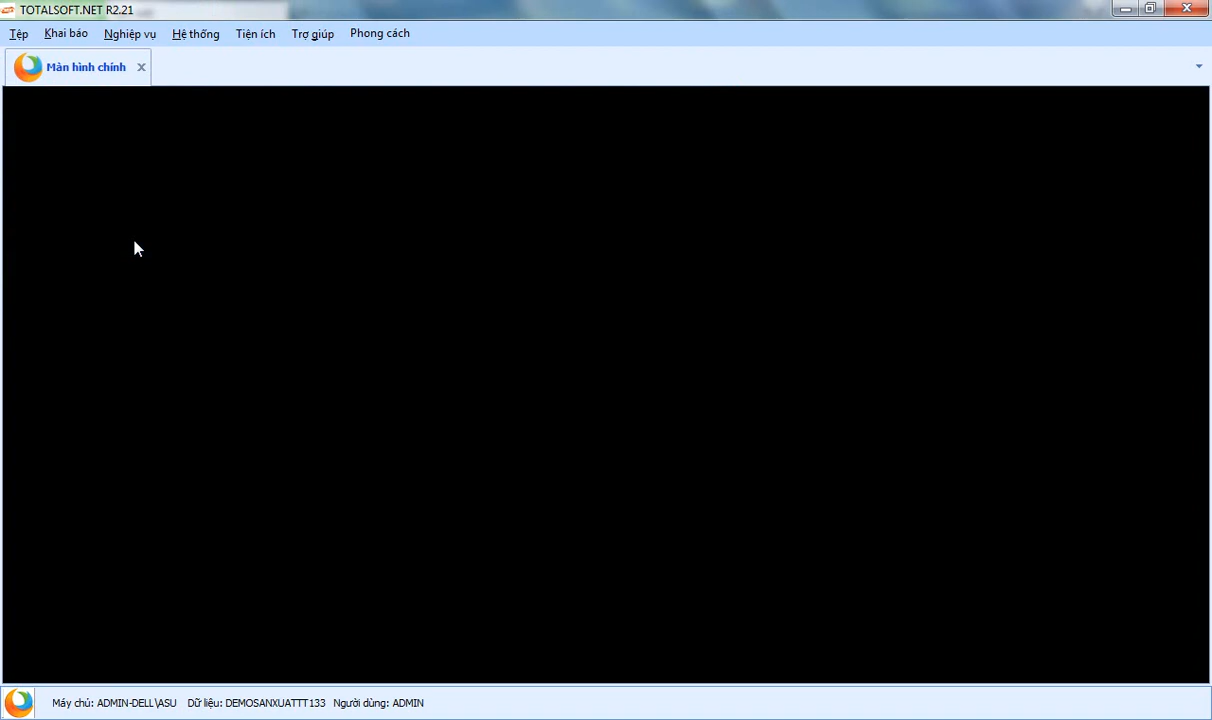 TOTALSOFT.NET R2.21
Tệp Khai báo Nghiệp vụ Hệ thống Tiện ích Trợ giúp Phong cách
Màn hình chính
Máy chủ: ADMIN-DELL\ASU Dữ liệu: DEMOSANXUATTT133 Người dùng: ADMIN